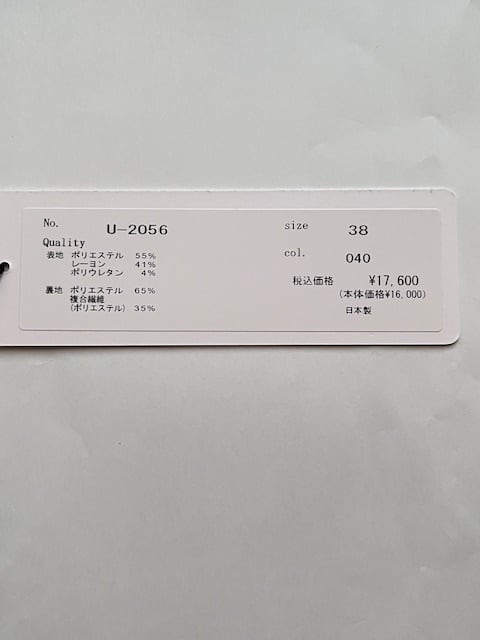 No. U-2056
Quality
表地 ポリエステル 55%
レーヨン 41%
ポリウレタン 4%
裏地 ポリエステル 65%
複合繊維
(ポリエステル) 35%
size 38
col. 040
税込価格 ¥17,600
(本体価格¥16,000)
日本製